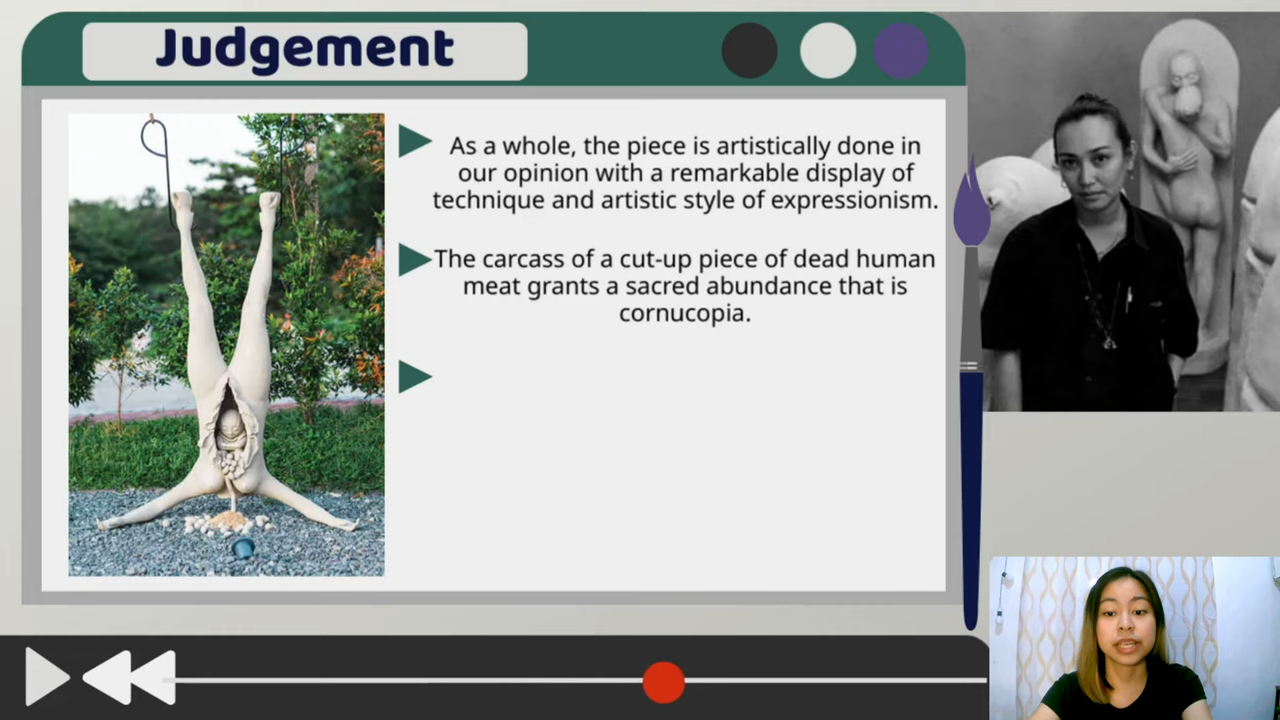 Judgement
As a whole, the piece is artistically done in
our opinion with a remarkable display of
technique and artistic style of expressionism.
The carcass of a cut-up piece of dead human
meat grants a sacred abundance that is
cornucopia.